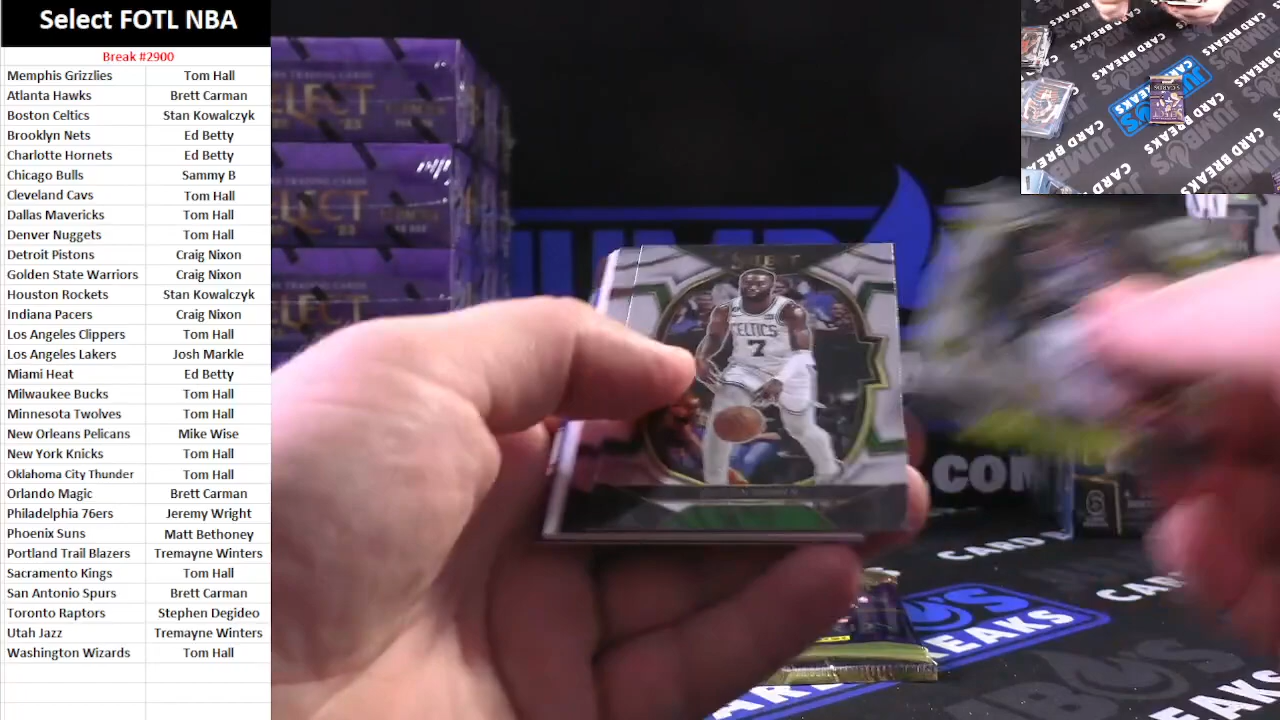 Select FOTL NBA
Break #2900
Memphis Grizzlies Tom Hall
Atlanta Hawks Brett Carman
Boston Celtics Stan Kowalczyk
Brooklyn Nets Ed Betty
Charlotte Hornets Ed Betty
Chicago Bulls Sammy B
Cleveland Cavs Tom Hall
Dallas Mavericks Tom Hall
Denver Nuggets Tom Hall
Detroit Pistons Craig Nixon
Golden State Warriors Craig Nixon
Houston Rockets Stan Kowalczyk
Indiana Pacers Craig Nixon
Los Angeles Clippers Tom Hall
Los Angeles Lakers Josh Markle
Miami Heat Ed Betty
Milwaukee Bucks Tom Hall
Minnesota Twolves Tom Hall
New Orleans Pelicans Mike Wise
New York Knicks Tom Hall
Oklahoma City Thunder Tom Hall
Orlando Magic Brett Carman
Philadelphia 76ers Jeremy Wright
Phoenix Suns Matt Bethoney
Portland Trail Blazers Tremayne Winters
Sacramento Kings Tom Hall
San Antonio Spurs Brett Carman
Toronto Raptors Stephen Degideo
Utah Jazz Tremayne Winters
Washington Wizards Tom Hall
SELECT
CELTICS
7
.COM
CARD BREAKS
JUMBO'S
CARD BREAKS